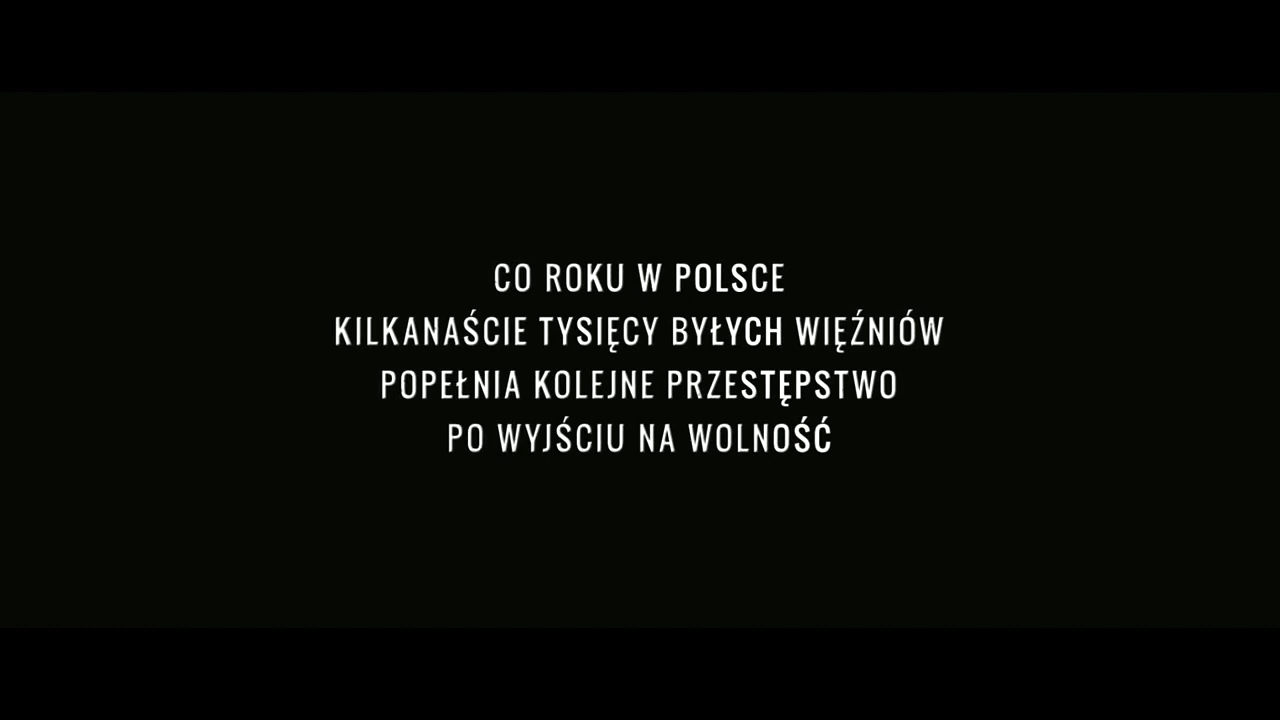 CO ROKU W POLSCE
KILKANAŚCIE TYSIĘCY BYŁYCH WIĘŹNIÓW
POPEŁNIA KOLEJNE PRZESTĘPSTWO
PO WYJŚCIU NA WOLNOŚĆ